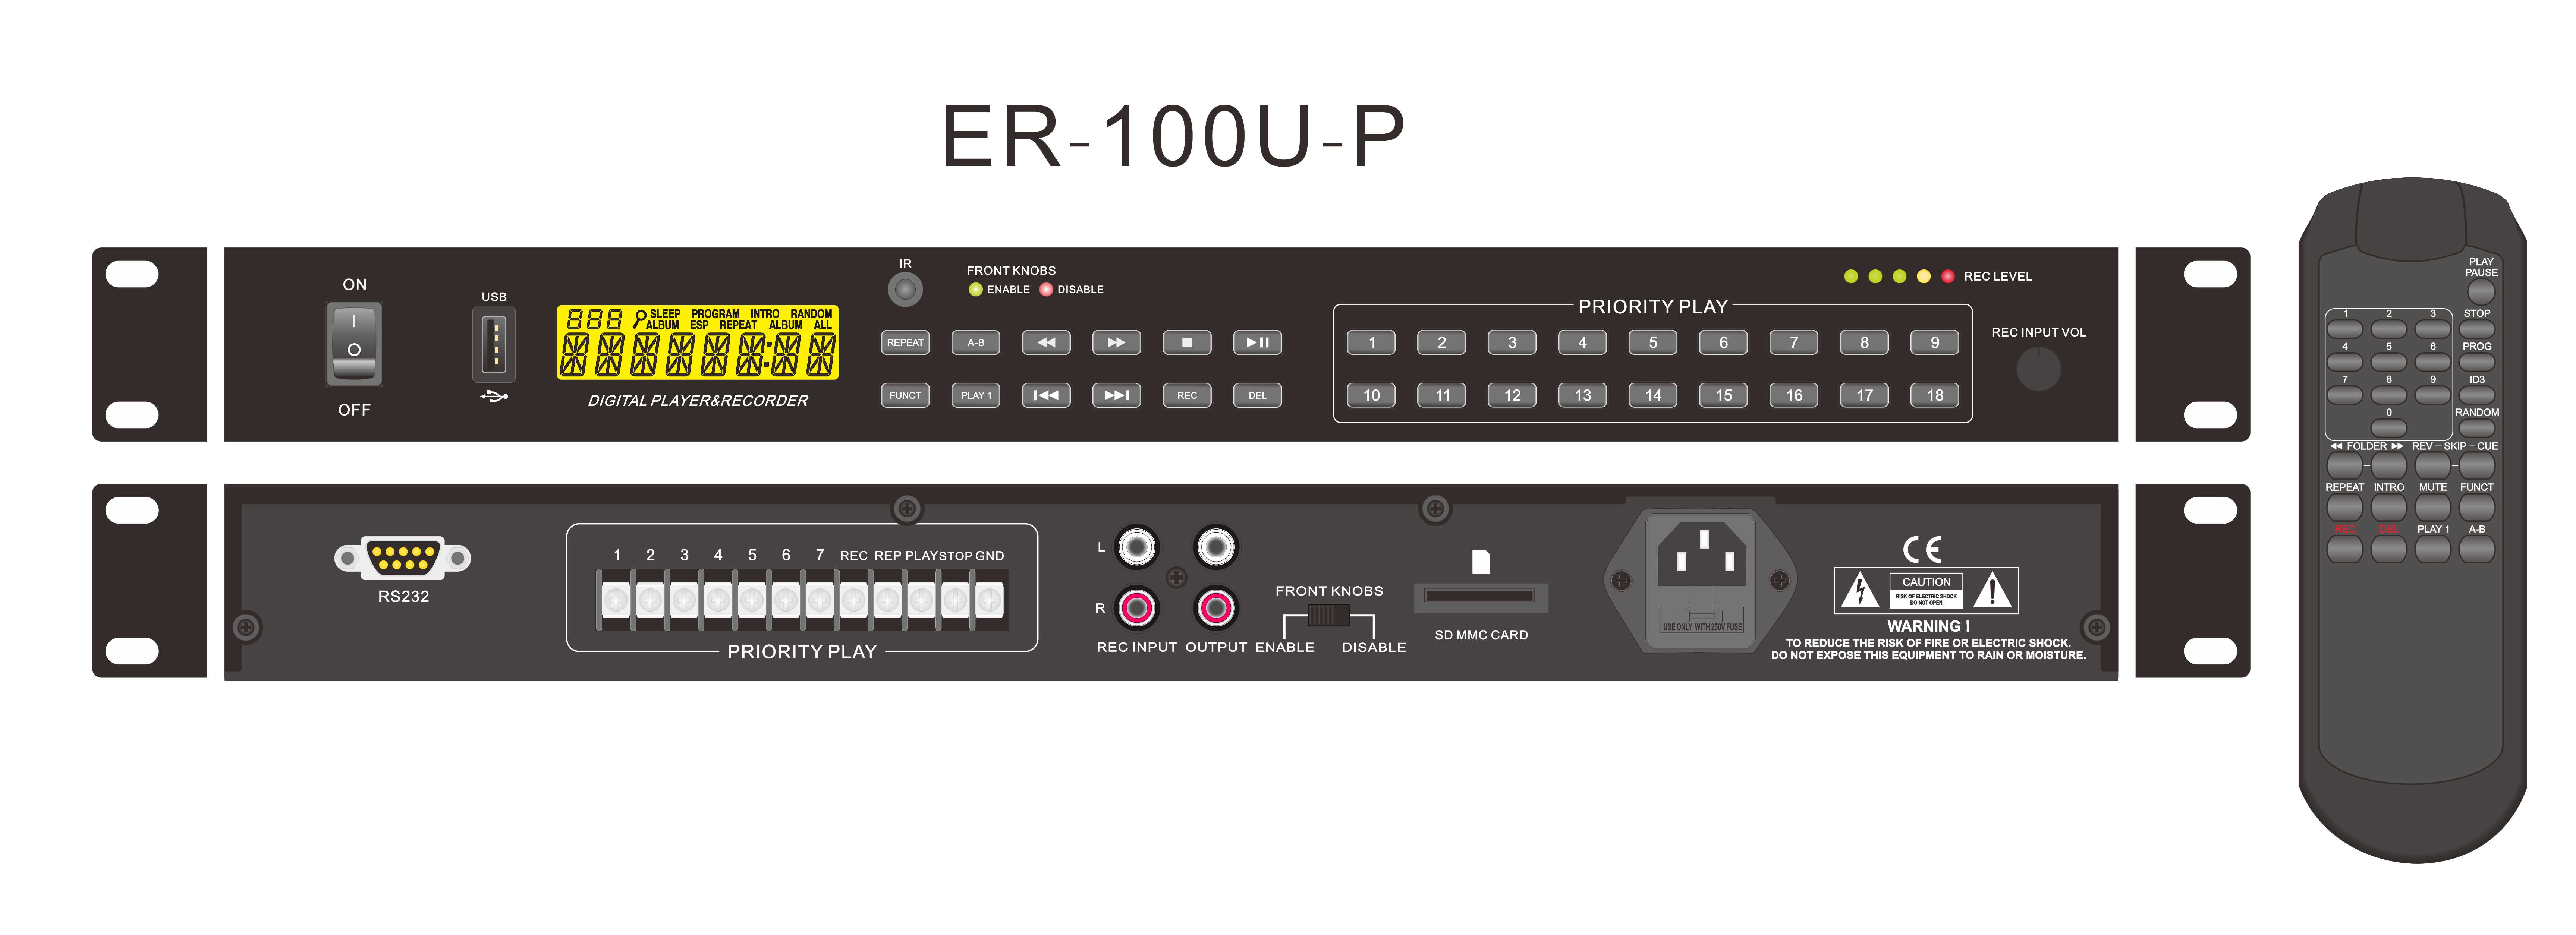 ER-100U-P
ON
I
O
OFF
USB
888 SLEEP PROGRAM INTRO RANDOM
ALBUM ESP REPEAT ALBUM ALL
DIGITAL PLAYER&RECORDER
IR
FRONT KNOBS
ENABLE DISABLE
REPEAT A-B
FUNCT PLAY 1 REC DEL
PRIORITY PLAY
1 2 3 4 5 6 7 8 9
10 11 12 13 14 15 16 17 18
REC LEVEL
REC INPUT VOL
RS232
1 2 3 4 5 6 7 REC REP PLAY STOP GND
PRIORITY PLAY
L
R
REC INPUT OUTPUT
FRONT KNOBS
ENABLE DISABLE
SD MMC CARD
USE ONLY WITH 250V FUSE
CE
CAUTION
RISK OF ELECTRIC SHOCK
DO NOT OPEN
WARNING !
TO REDUCE THE RISK OF FIRE OR ELECTRIC SHOCK.
DO NOT EXPOSE THIS EQUIPMENT TO RAIN OR MOISTURE.
PLAY
PAUSE
1 2 3 STOP
4 5 6 PROG
7 8 9 ID3
0 RANDOM
FOLDER REV-SKIP-CUE
REPEAT INTRO MUTE FUNCT
REC DEL PLAY 1 A-B